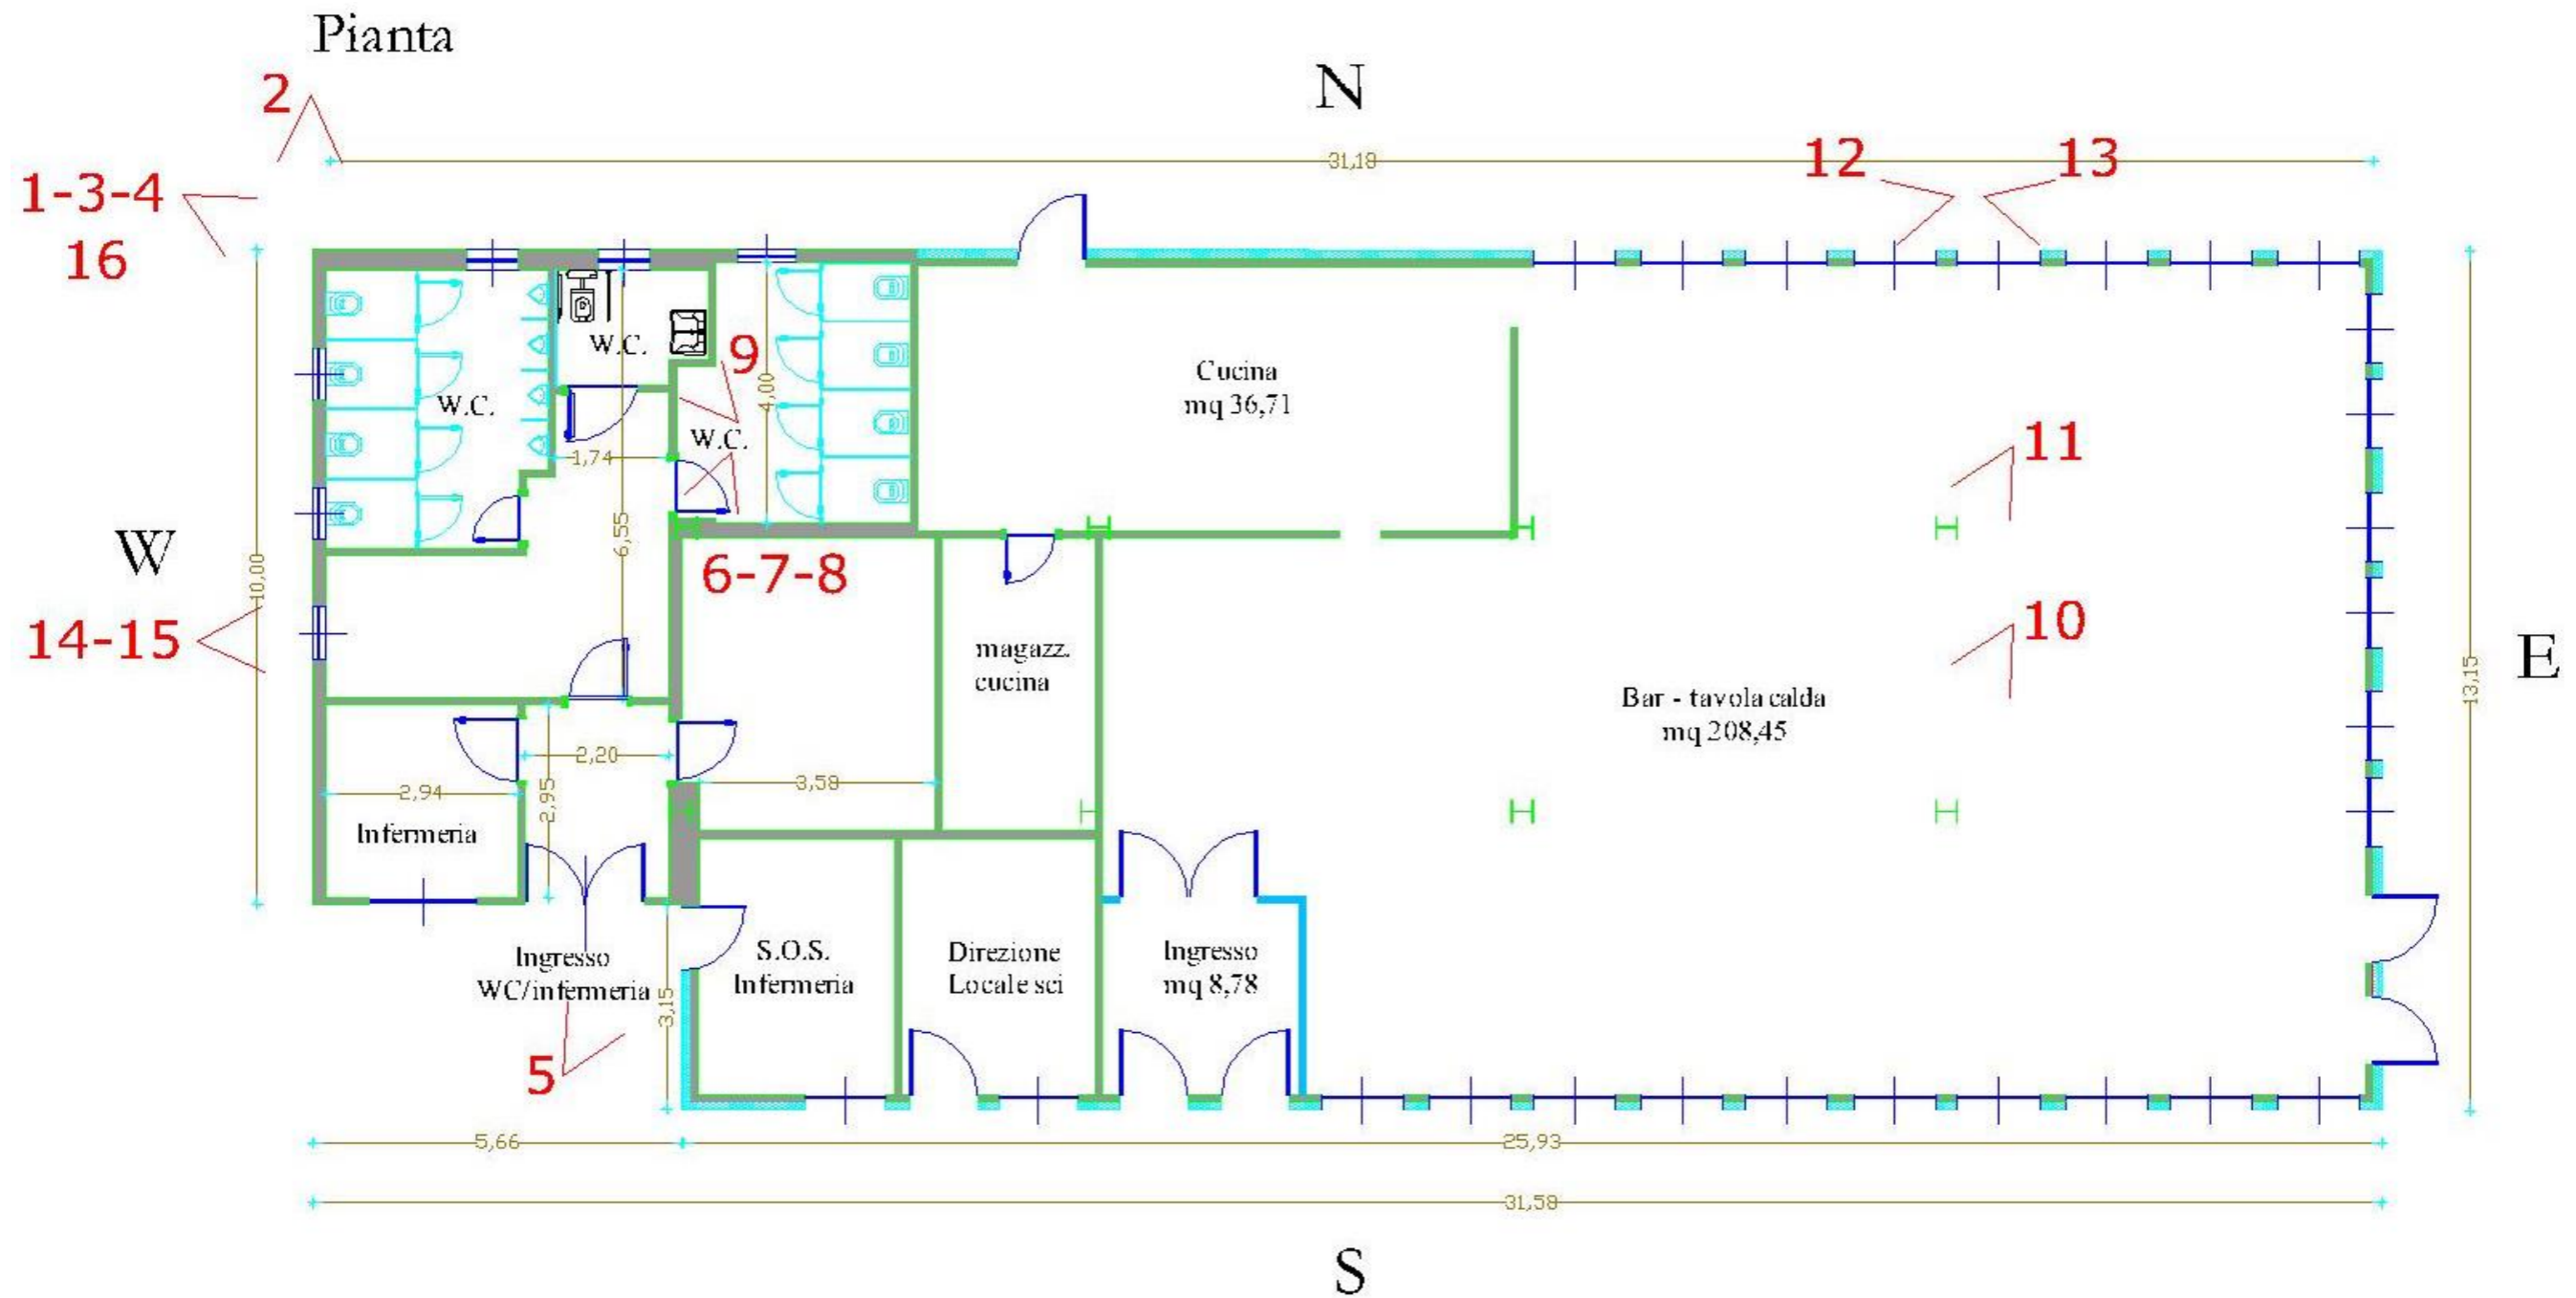 Pianta
2
N
31,18
12
13
1-3-4
16
W.C.
9
4,00
Cucina
mq 36,71
W.C.
W.C.
11
1,74
6,55
W
10,00
6-7-8
14-15
10
magazz.
cucina
E
13,15
Bar - tavola calda
mq 208,45
2,20
3,58
2,94
2,95
Infermeria
Ingresso
WC/infermeria
3,15
S.O.S.
Infermeria
Direzione
Locale sci
Ingresso
mq 8,78
5
5,66
25,93
31,58
S